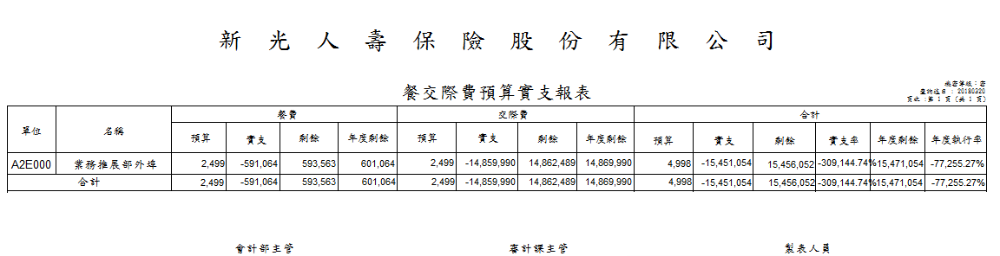 新光人壽保險股份有限公司
餐交際費預算實支報表
機密等級：密
查詢迄日：20180320
頁次：第 1 頁 (共 1 頁)
單位 名稱 餐費 交際費 合計
預算 實支 剩餘 年度剩餘 預算 實支 剩餘 年度剩餘 預算 實支 剩餘 實支率 年度剩餘 年度執行率
A2E000 業務推展部外埠 2,499 -591,064 593,563 601,064 2,499 -14,859,990 14,862,489 14,869,990 4,998 -15,451,054 15,456,052 -309,144.74% 15,471,054 -77,255.27%
合計 2,499 -591,064 593,563 601,064 2,499 -14,859,990 14,862,489 14,869,990 4,998 -15,451,054 15,456,052 -309,144.74% 15,471,054 -77,255.27%
會計部主管 審計課主管 製表人員